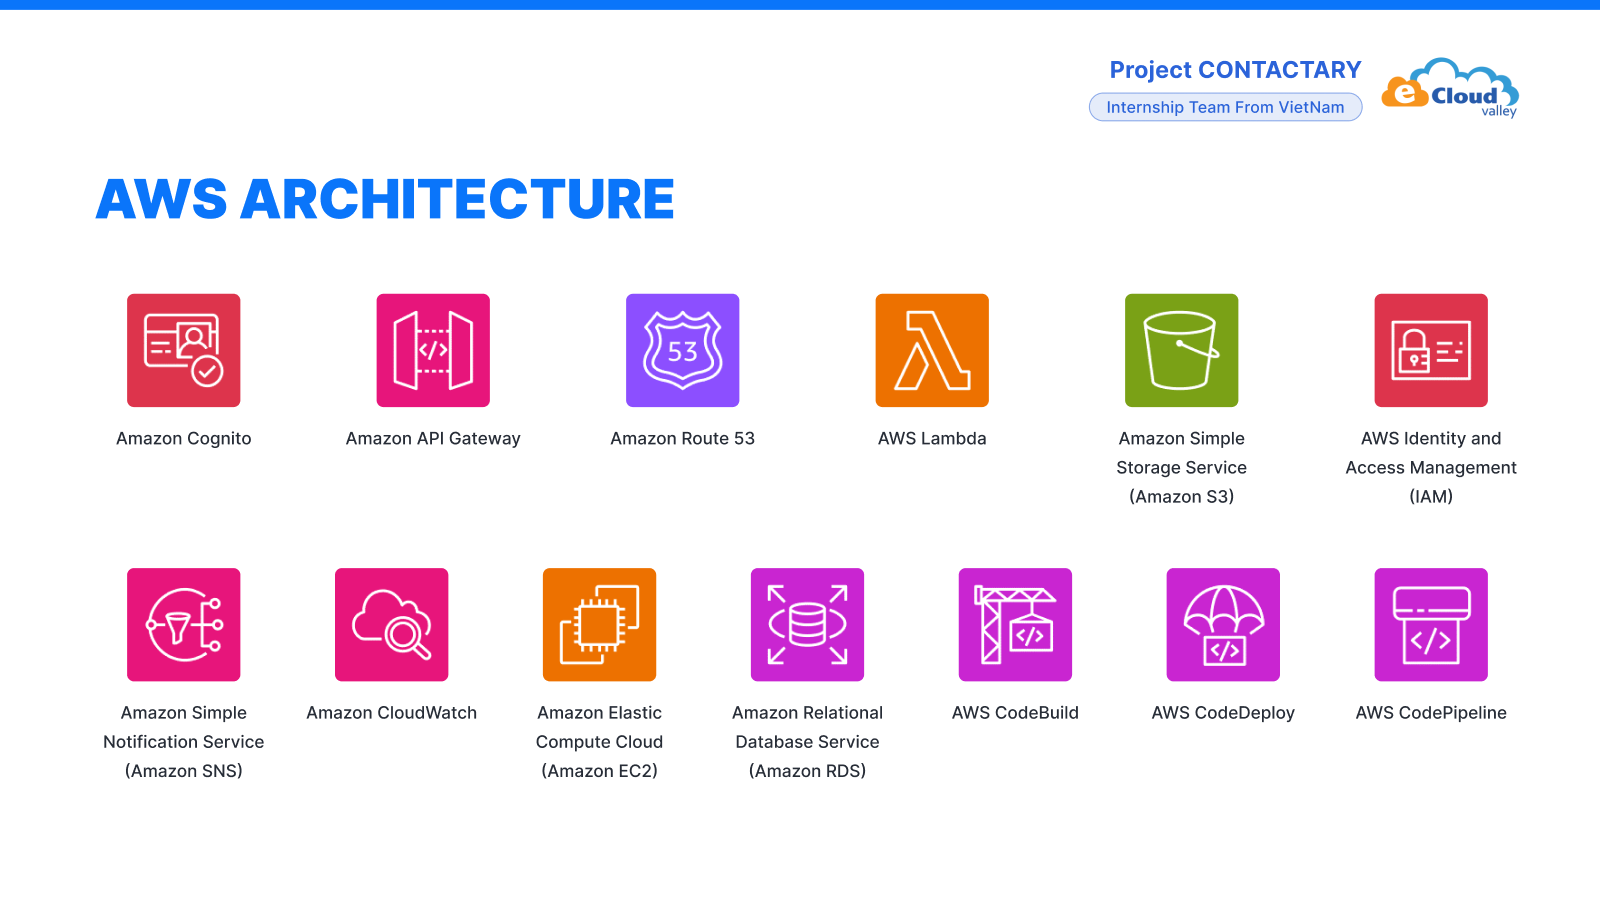 Project CONTACTARY
Internship Team From VietNam
e Cloud
valley
AWS ARCHITECTURE
</>
53
Amazon Cognito
Amazon API Gateway
Amazon Route 53
AWS Lambda
Amazon Simple
Storage Service
(Amazon S3)
AWS Identity and
Access Management
(IAM)
</>
</>
</>
Amazon Simple
Notification Service
(Amazon SNS)
Amazon CloudWatch
Amazon Elastic
Compute Cloud
(Amazon EC2)
Amazon Relational
Database Service
(Amazon RDS)
AWS CodeBuild
AWS CodeDeploy
AWS CodePipeline